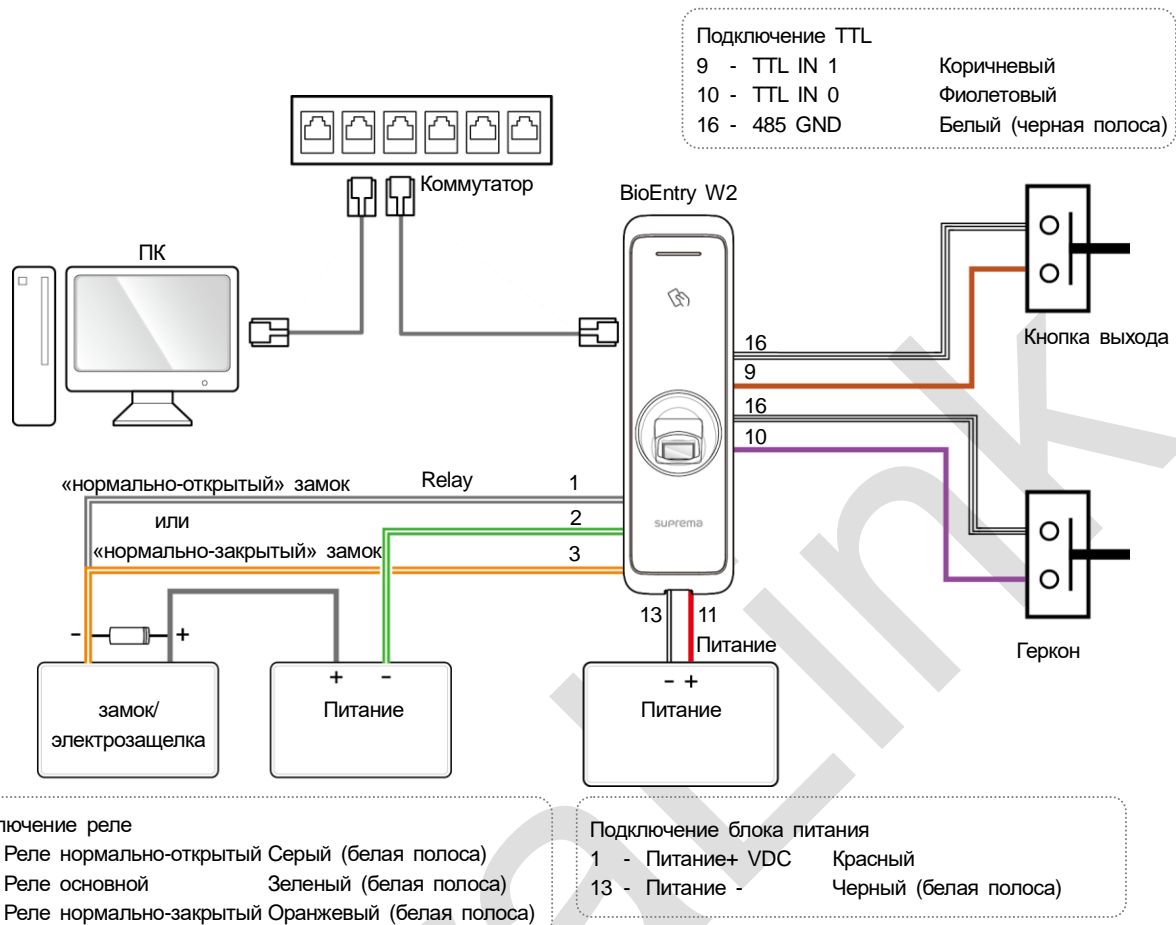 Подключение TTL
9 - TTL IN 1 Коричневый
10 - TTL IN 0 Фиолетовый
16 - 485 GND Белый (черная полоса)
Коммутатор
BioEntry W2
ПК
Кнопка выхода
16
9
16
10
«нормально-открытый» замок Relay 1
или 2
«нормально-закрытый» замок 3
suprema
13 11
Питание
Геркон
- +
+ -
- +
замок/
электрозащелка
Питание
Питание
лючение реле
Реле нормально-открытый Серый (белая полоса)
Реле основной Зеленый (белая полоса)
Реле нормально-закрытый Оранжевый (белая полоса)
Подключение блока питания
1 - Питание+ VDC Красный
13 - Питание - Черный (белая полоса)
aLink